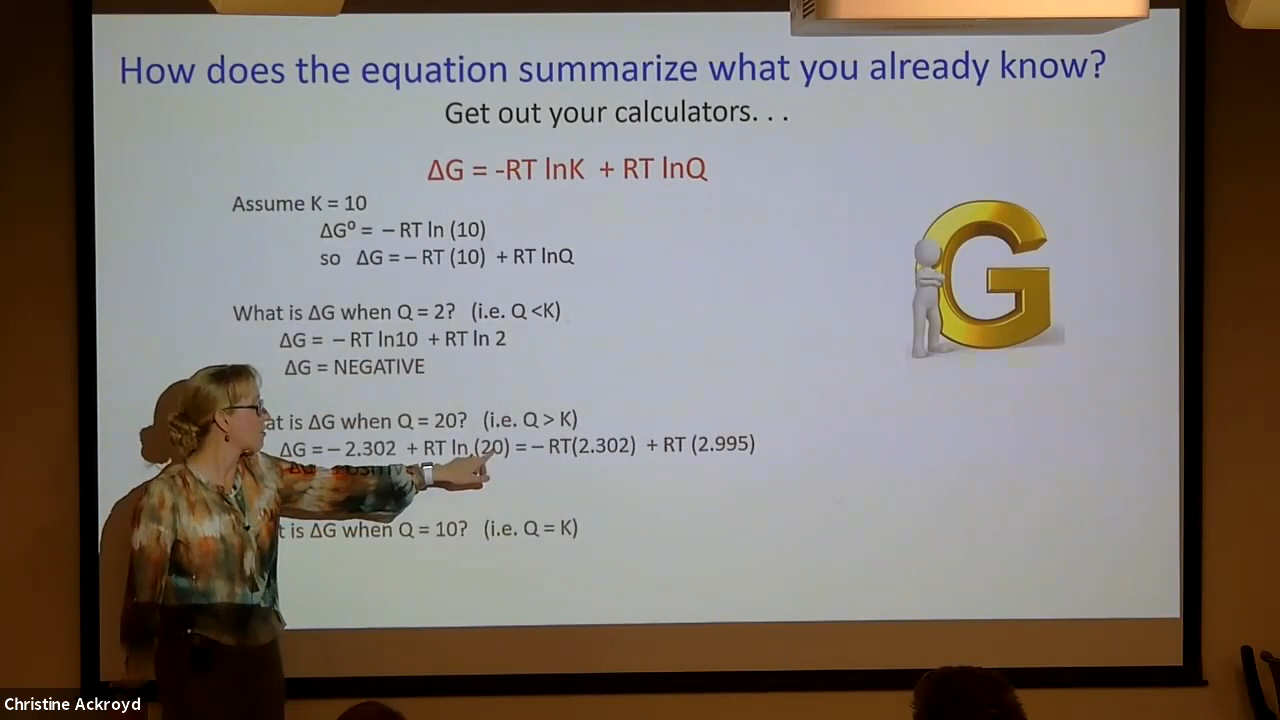 How does the equation summarize what you already know?
Get out your calculators. . .
ΔG = -RT lnK + RT lnQ
Assume K = 10
ΔGº = – RT ln (10)
so ΔG = – RT (10) + RT lnQ
What is ΔG when Q = 2? (i.e. Q <K)
ΔG = – RT ln10 + RT ln 2
ΔG = NEGATIVE
at is ΔG when Q = 20? (i.e. Q > K)
ΔG = – 2.302 + RT ln (20) = – RT(2.302) + RT (2.995)
t is ΔG when Q = 10? (i.e. Q = K)
G
Christine Ackroyd